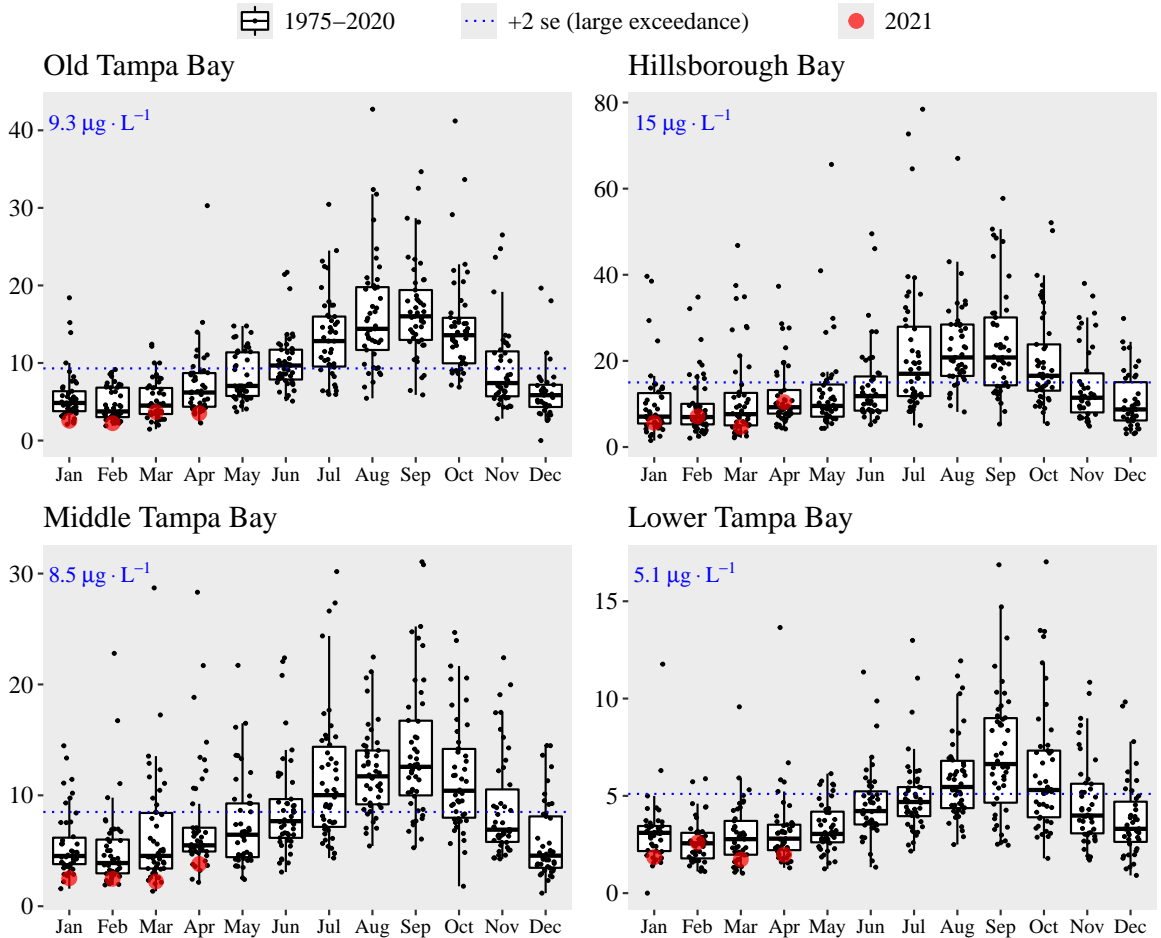 1975−2020 +2 se (large exceedance) 2021
Old Tampa Bay
9.3 μg · L⁻¹
40
30
20
10
0
Jan Feb Mar Apr May Jun Jul Aug Sep Oct Nov Dec
Hillsborough Bay
15 μg · L⁻¹
80
60
40
20
0
Jan Feb Mar Apr May Jun Jul Aug Sep Oct Nov Dec
Middle Tampa Bay
8.5 μg · L⁻¹
30
20
10
0
Jan Feb Mar Apr May Jun Jul Aug Sep Oct Nov Dec
Lower Tampa Bay
5.1 μg · L⁻¹
15
10
5
0
Jan Feb Mar Apr May Jun Jul Aug Sep Oct Nov Dec